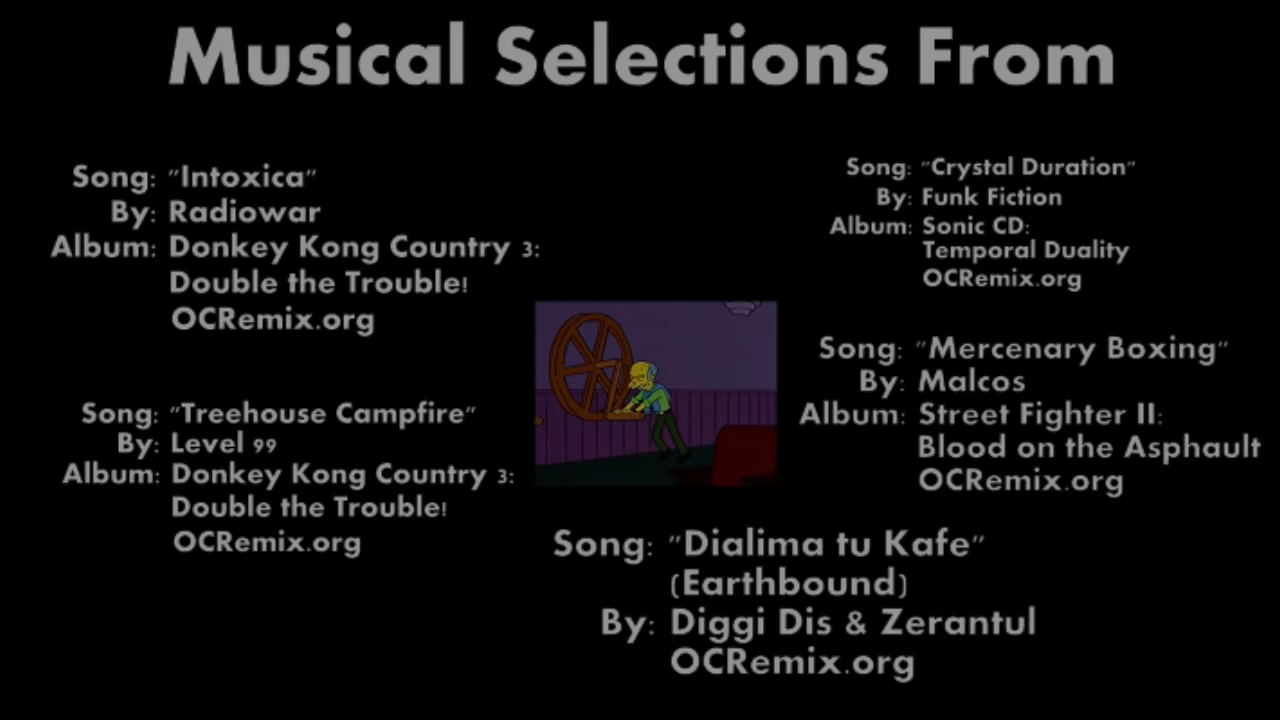 Musical Selections From
Song: "Intoxica"
By: Radiowar
Album: Donkey Kong Country 3:
Double the Trouble!
OCRemix.org
Song: "Treehouse Campfire"
By: Level 99
Album: Donkey Kong Country 3:
Double the Trouble!
OCRemix.org
Song: "Crystal Duration"
By: Funk Fiction
Album: Sonic CD:
Temporal Duality
OCRemix.org
Song: "Mercenary Boxing"
By: Malcos
Album: Street Fighter II:
Blood on the Asphault
OCRemix.org
Song: "Dialima tu Kafe"
(Earthbound)
By: Diggi Dis & Zerantul
OCRemix.org